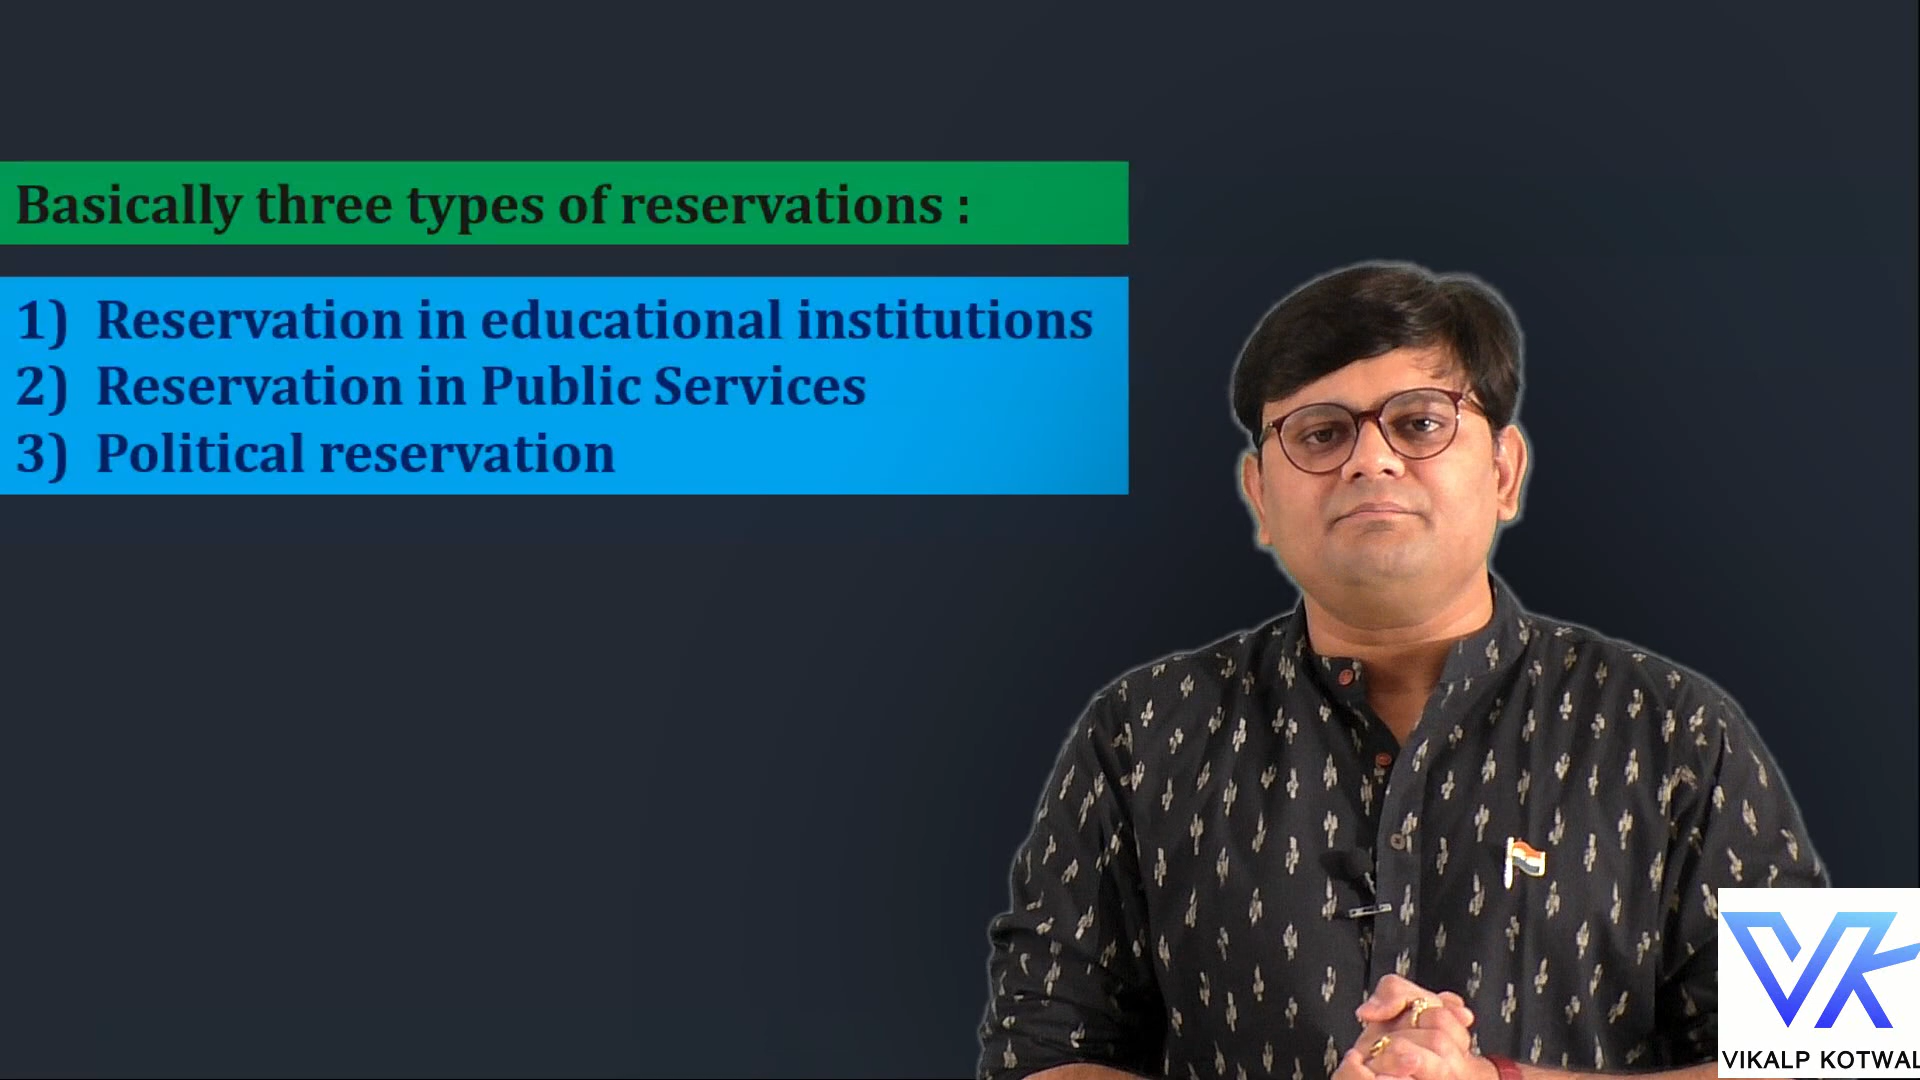 Basically three types of reservations :
1) Reservation in educational institutions
2) Reservation in Public Services
3) Political reservation
VK
VIKALP KOTWAL